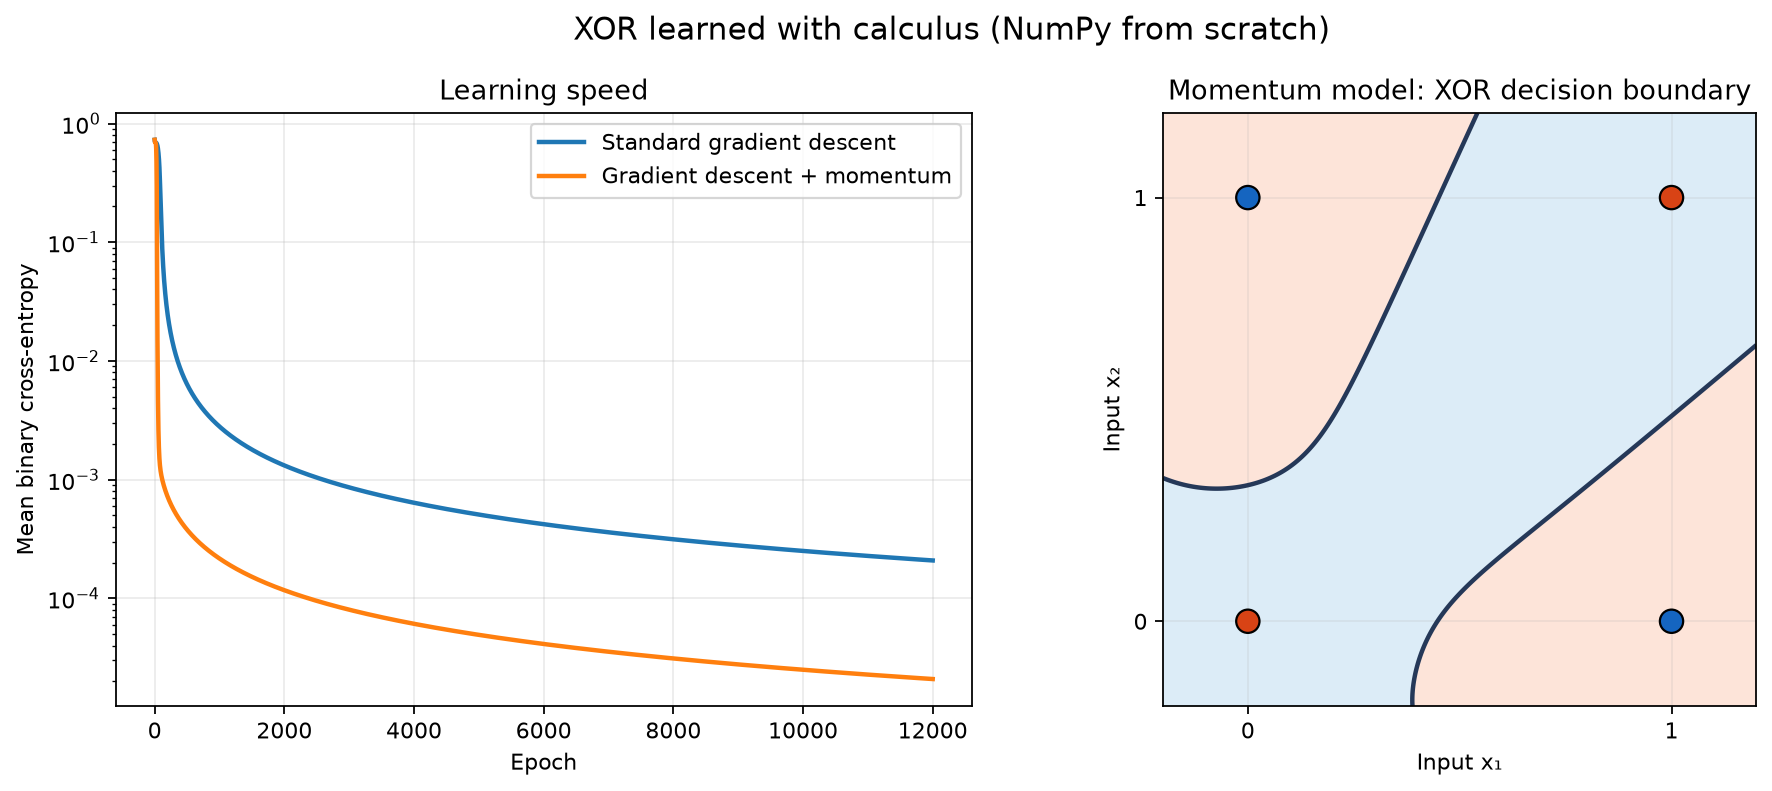 XOR learned with calculus (NumPy from scratch)
Learning speed
Standard gradient descent
Gradient descent + momentum
10⁰
10⁻¹
10⁻²
10⁻³
10⁻⁴
Mean binary cross-entropy
0 2000 4000 6000 8000 10000 12000
Epoch
Momentum model: XOR decision boundary
1
0
Input x₂
0 1
Input x₁